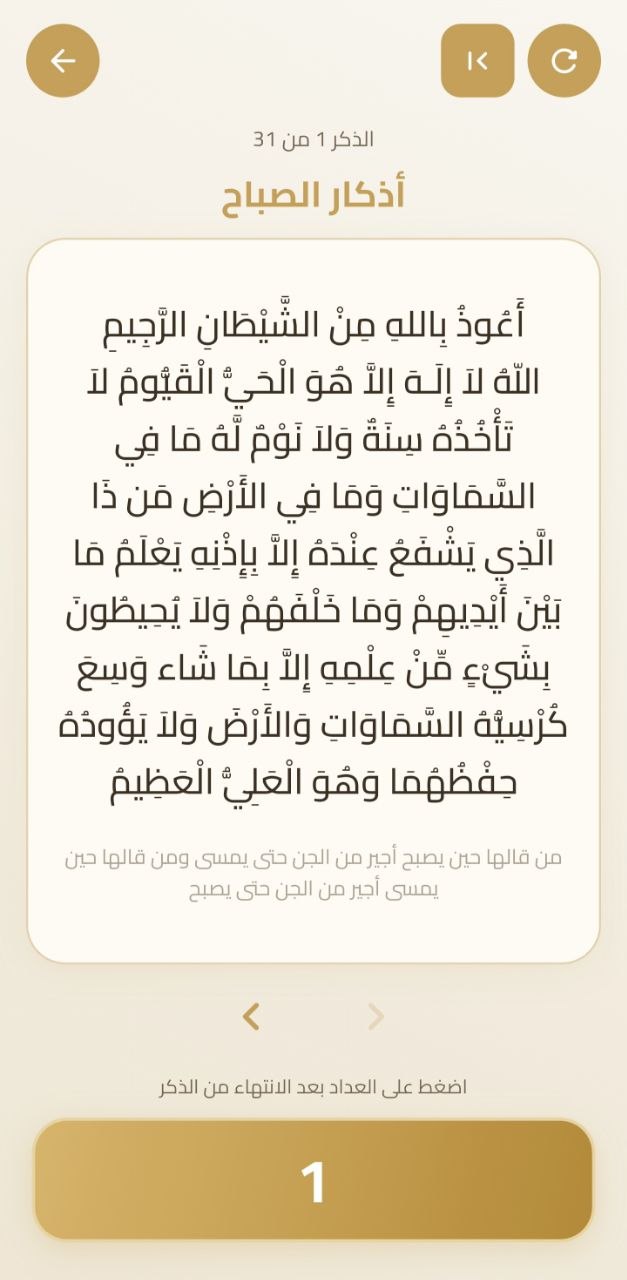 الذكر 1 من 31
أذكار الصباح
أَعُوذُ بِاللهِ مِنْ الشَّيْطَانِ الرَّجِيمِ
اللّهُ لاَ إِلَـهَ إِلاَّ هُوَ الْحَيُّ الْقَيُّومُ لاَ
تَأْخُذُهُ سِنَةٌ وَلاَ نَوْمٌ لَّهُ مَا فِي
السَّمَاوَاتِ وَمَا فِي الأَرْضِ مَن ذَا
الَّذِي يَشْفَعُ عِنْدَهُ إِلاَّ بِإِذْنِهِ يَعْلَمُ مَا
بَيْنَ أَيْدِيهِمْ وَمَا خَلْفَهُمْ وَلاَ يُحِيطُونَ
بِشَيْءٍ مِّنْ عِلْمِهِ إِلاَّ بِمَا شَاء وَسِعَ
كُرْسِيُّهُ السَّمَاوَاتِ وَالأَرْضَ وَلاَ يَؤُودُهُ
حِفْظُهُمَا وَهُوَ الْعَلِيُّ الْعَظِيمُ
من قالها حين يصبح أجير من الجن حتى يمسى ومن قالها حين
يمسى أجير من الجن حتى يصبح
اضغط على العداد بعد الانتهاء من الذكر
1